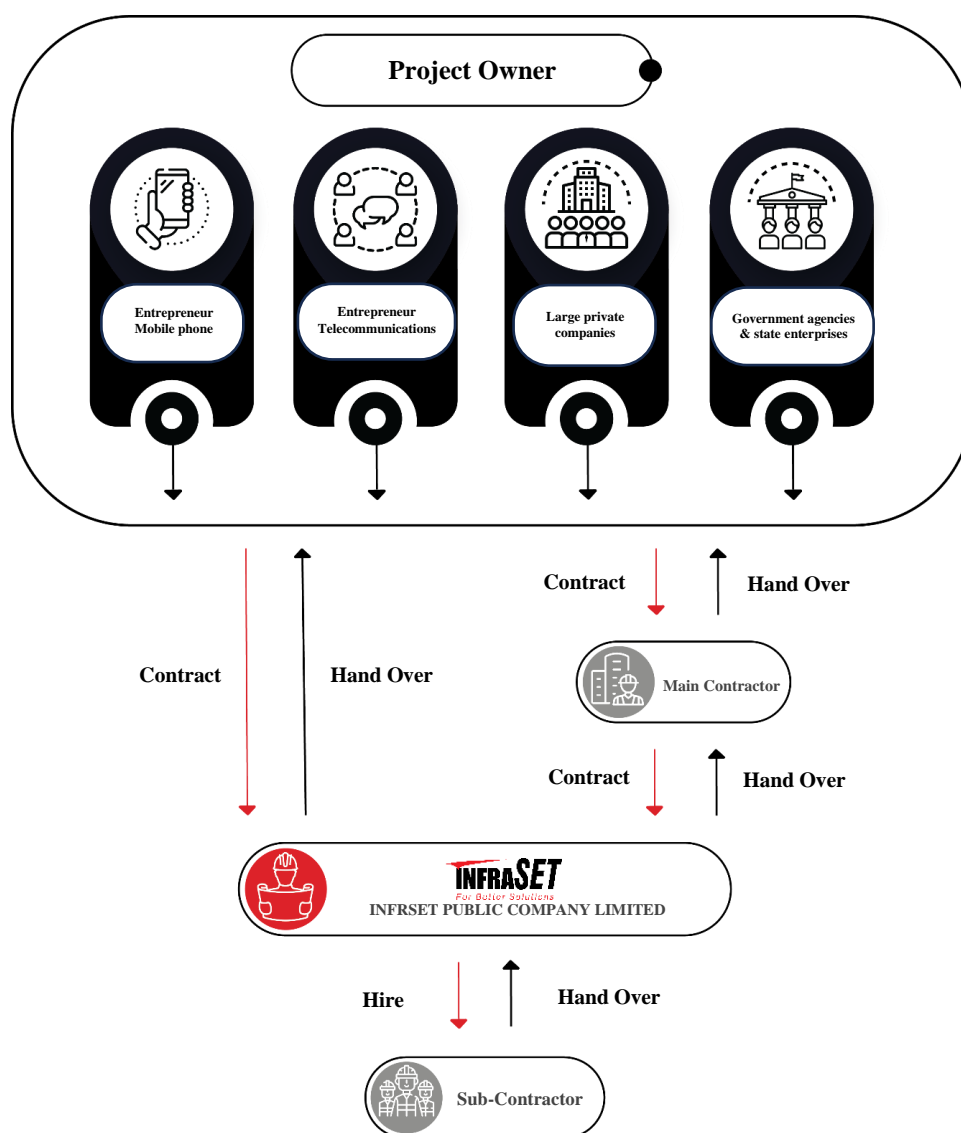 Project Owner
Entrepreneur
Mobile phone
Entrepreneur
Telecommunications
Large private
companies
Government agencies
& state enterprises
Contract
Hand Over
Main Contractor
Contract
Hand Over
Contract
Hand Over
INFRASET
For Better Solutions
INFRSET PUBLIC COMPANY LIMITED
Hire
Hand Over
Sub-Contractor